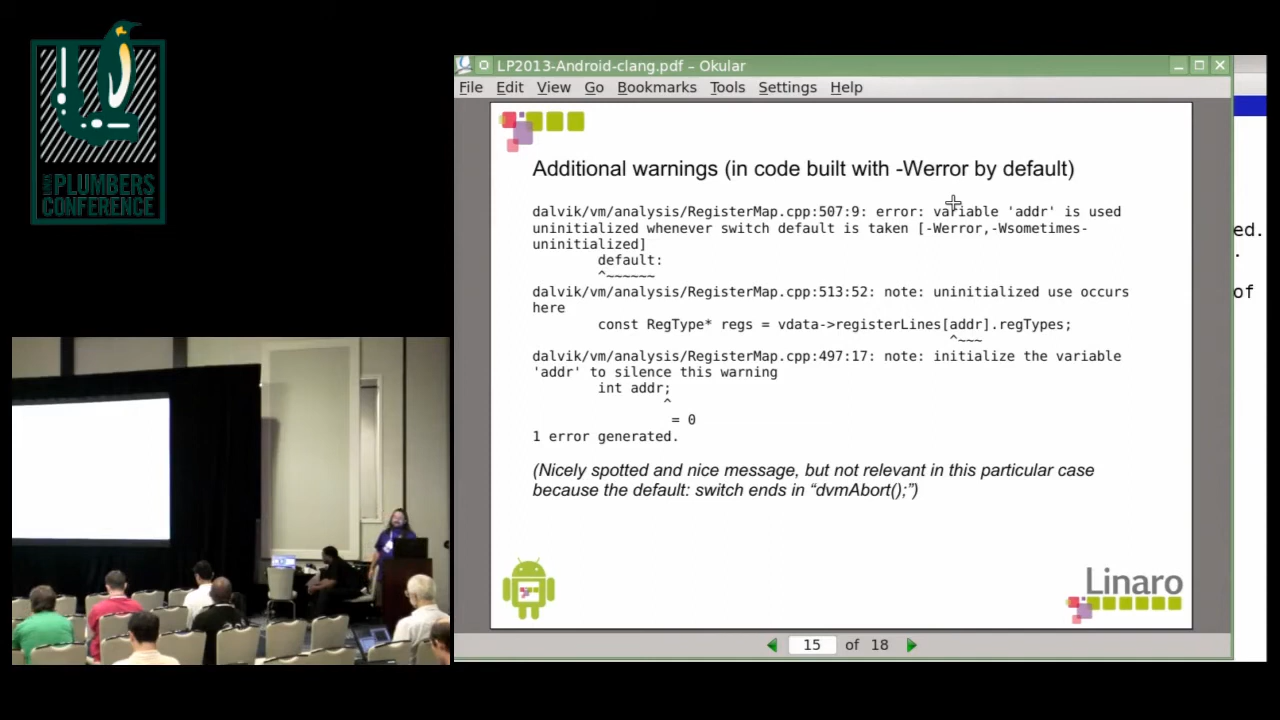 LINUX
PLUMBERS
CONFERENCE
LP2013-Android-clang.pdf – Okular
File Edit View Go Bookmarks Tools Settings Help
Additional warnings (in code built with -Werror by default)
dalvik/vm/analysis/RegisterMap.cpp:507:9: error: variable 'addr' is used
uninitialized whenever switch default is taken [-Werror,-Wsometimes-
uninitialized]
default:
^~~~~~~
dalvik/vm/analysis/RegisterMap.cpp:513:52: note: uninitialized use occurs
here
const RegType* regs = vdata->registerLines[addr].regTypes;
^~~~
dalvik/vm/analysis/RegisterMap.cpp:497:17: note: initialize the variable
'addr' to silence this warning
int addr;
^
= 0
1 error generated.
(Nicely spotted and nice message, but not relevant in this particular case
because the default: switch ends in “dvmAbort();”)
Linaro
15 of 18
ed.
.
of